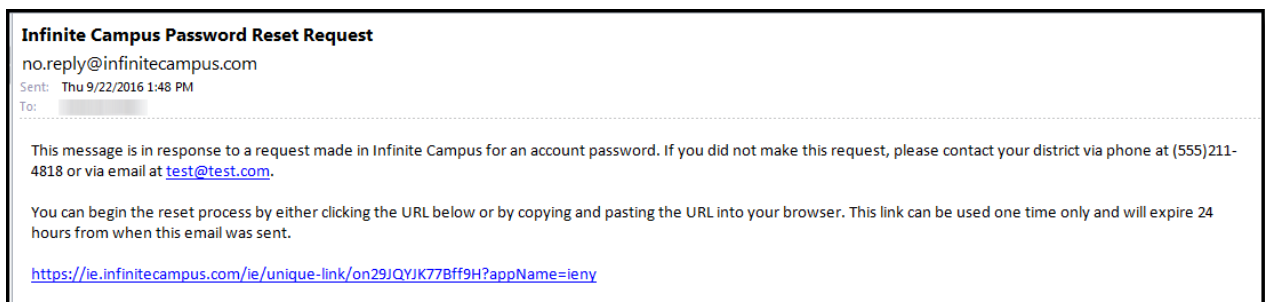 Infinite Campus Password Reset Request
no.reply@infinitecampus.com
Sent: Thu 9/22/2016 1:48 PM
To:
This message is in response to a request made in Infinite Campus for an account password. If you did not make this request, please contact your district via phone at (555)211-
4818 or via email at test@test.com.
You can begin the reset process by either clicking the URL below or by copying and pasting the URL into your browser. This link can be used one time only and will expire 24
hours from when this email was sent.
https://ie.infinitecampus.com/ie/unique-link/on29JQYJK77Bff9H?appName=ieny